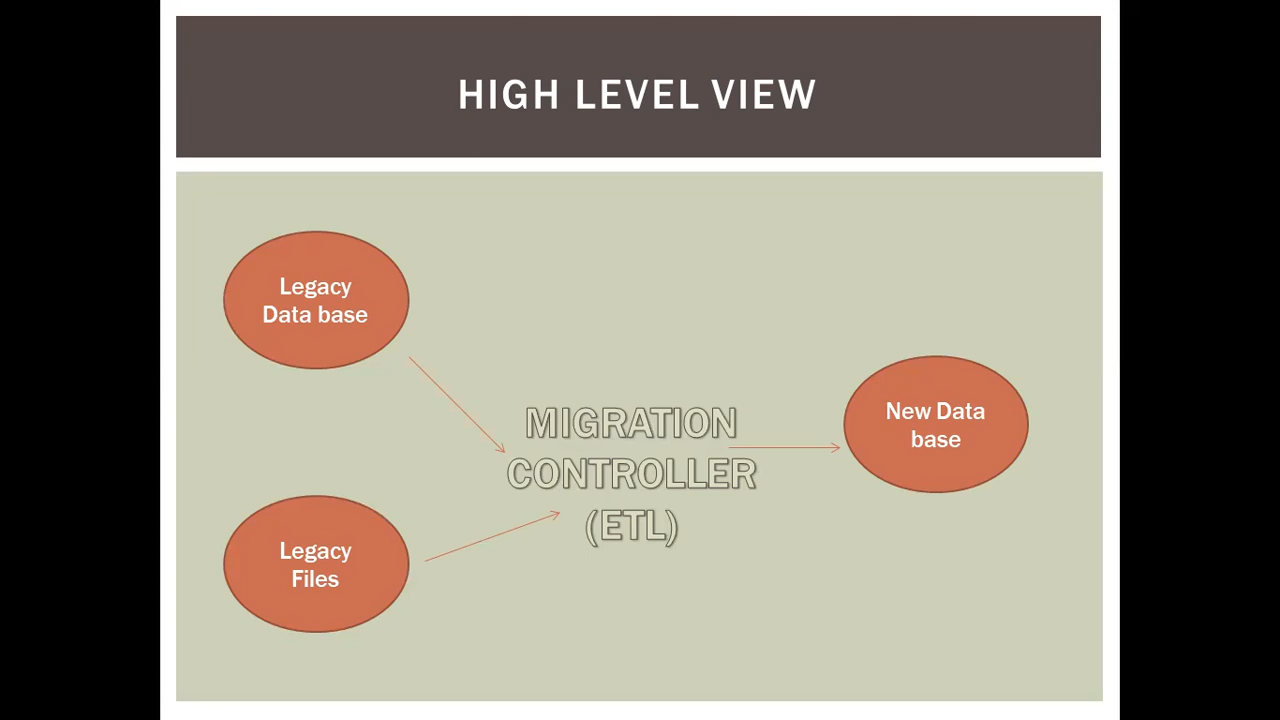 HIGH LEVEL VIEW
Legacy
Data base
MIGRATION
CONTROLLER
(ETL)
New Data
base
Legacy
Files